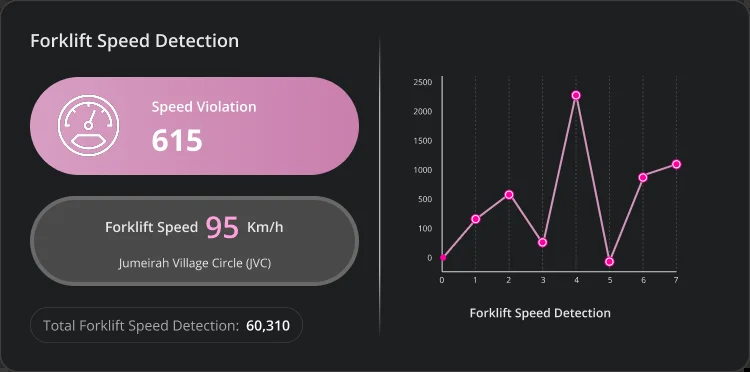 Forklift Speed Detection
Speed Violation
615
Forklift Speed 95 Km/h
Jumeirah Village Circle (JVC)
Total Forklift Speed Detection: 60,310
2500
2000
1500
1000
500
100
0
0 1 2 3 4 5 6 7
Forklift Speed Detection